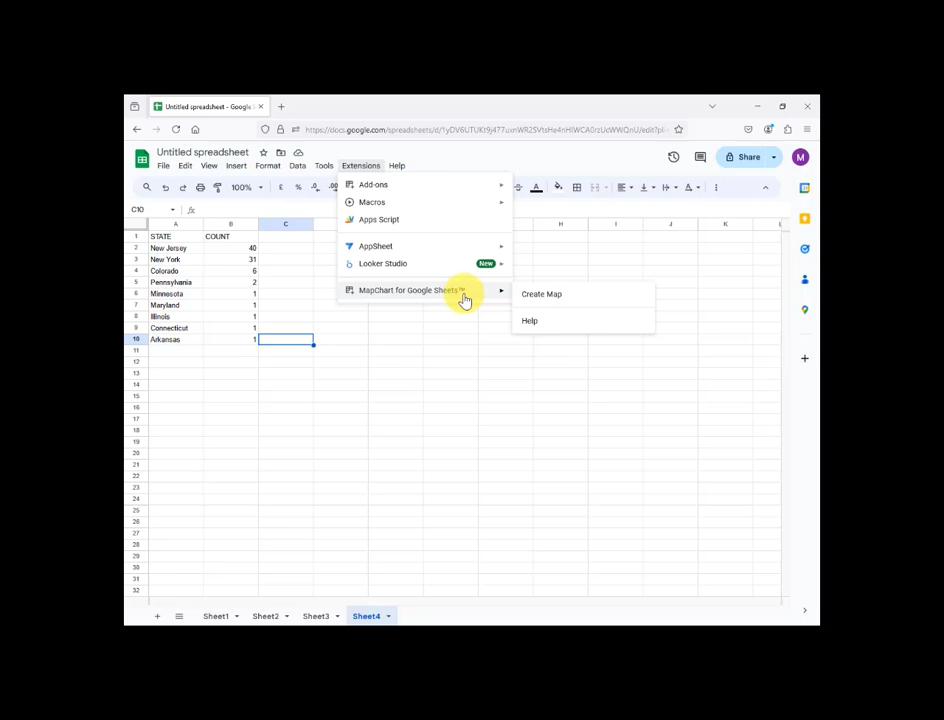 Untitled spreadsheet - Google S
https://docs.google.com/spreadsheets/d/1yDV6UTUKt9j477uxnWR2SVtsHe4nHIWCA0rzUcWWQnU/edit?pli
Untitled spreadsheet
File Edit View Insert Format Data Tools Extensions Help
Share
M
100% £ % .0 .00
Add-ons
Macros
Apps Script
AppSheet
Looker Studio New
MapChart for Google Sheets™
Create Map
Help
C10 fx
A B C H I J K L
1 STATE COUNT
2 New Jersey 40
3 New York 31
4 Colorado 6
5 Pennsylvania 2
6 Minnesota 1
7 Maryland 1
8 Illinois 1
9 Connecticut 1
10 Arkansas 1
11
12
13
14
15
16
17
18
19
20
21
22
23
24
25
26
27
28
29
30
31
32
Sheet1 Sheet2 Sheet3 Sheet4